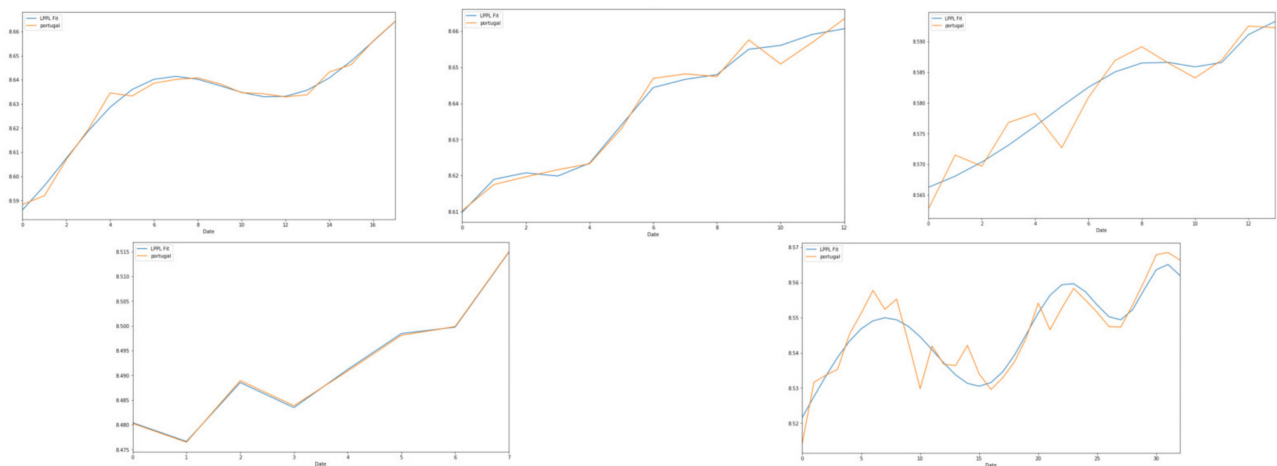 LPPL Fit
portugal
8.66
8.65
8.64
8.63
8.62
8.61
8.60
8.59
0 2 4 6 8 10 12 14 16
Date
LPPL Fit
portugal
8.66
8.65
8.64
8.63
8.62
8.61
0 2 4 6 8 10 12
Date
LPPL Fit
portugal
8.590
8.585
8.580
8.575
8.570
8.565
0 2 4 6 8 10 12
Date
LPPL Fit
portugal
8.515
8.510
8.505
8.500
8.495
8.490
8.485
8.480
8.475
0 1 2 3 4 5 6 7
Date
LPPL Fit
portugal
8.57
8.56
8.55
8.54
8.53
8.52
0 5 10 15 20 25 30
Date